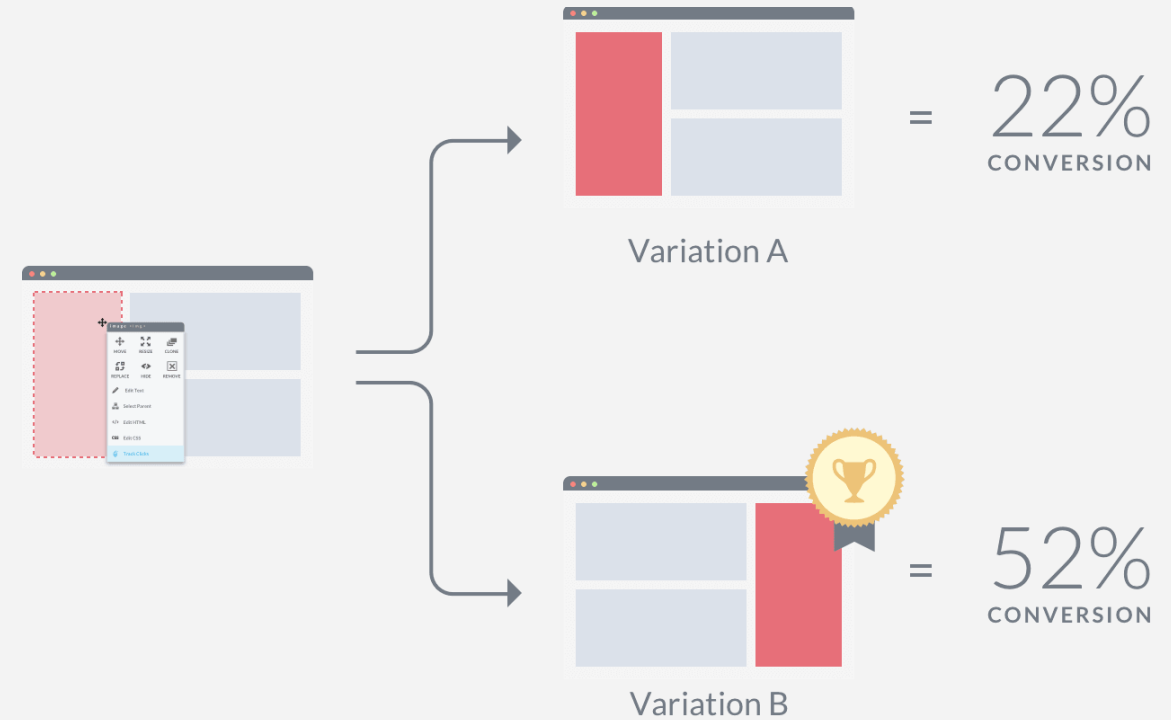 22%
CONVERSION
Variation A
MOVE RESIZE CLONE
REPLACE HIDE REMOVE
Edit Text
Select Parent
Edit HTML
Edit CSS
Track Clicks
=
=
52%
CONVERSION
Variation B